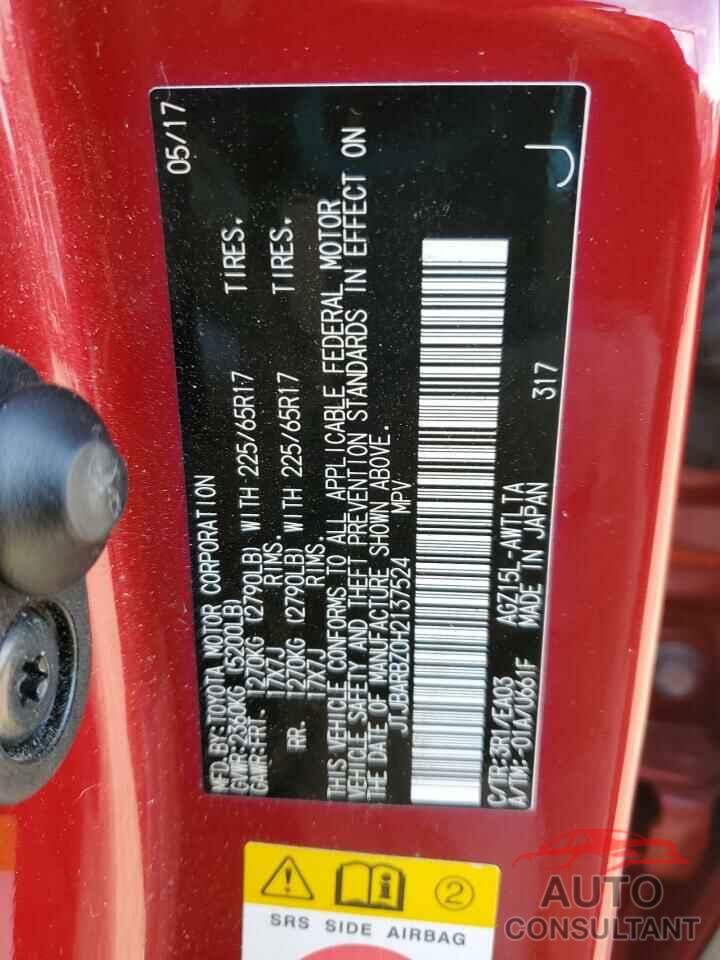 MFD. BY: TOYOTA MOTOR CORPORATION 05/17
GVWR: 2360KG (5200LB)
GAWR: FRT. 1270KG (2790LB) WITH 225/65R17 TIRES,
17X7J RIMS,
RR. 1270KG (2790LB) WITH 225/65R17 TIRES,
17X7J RIMS.
THIS VEHICLE CONFORMS TO ALL APPLICABLE FEDERAL MOTOR
VEHICLE SAFETY AND THEFT PREVENTION STANDARDS IN EFFECT ON
THE DATE OF MANUFACTURE SHOWN ABOVE.
JTJBARBZ0H2137524 MPV
C/TR:3R1/EA03 AGZ15L-AWTLTA 317
A/TM:-01A/U661F MADE IN JAPAN
J
2
SRS SIDE AIRBAG
AUTO
CONSULTANT